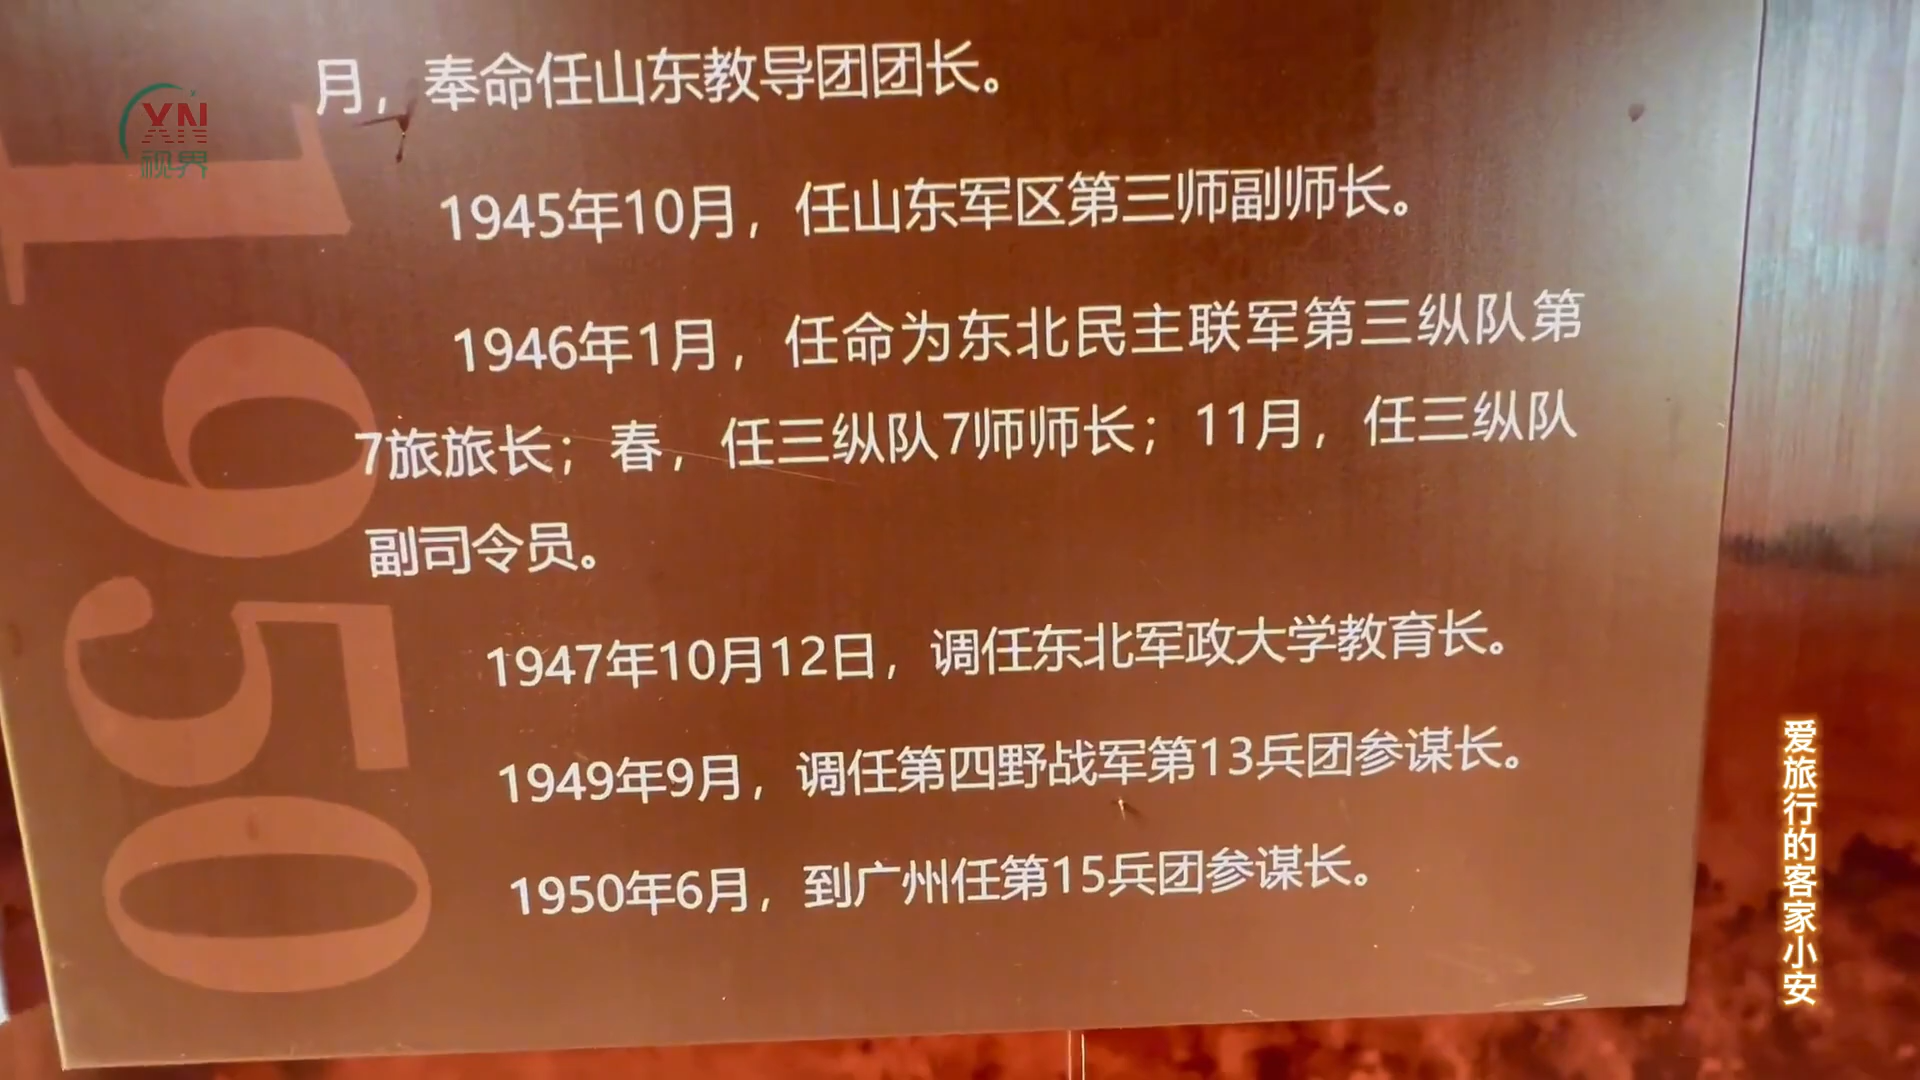 月，奉命任山东教导团团长。
1945年10月，任山东军区第三师副师长。
1946年1月，任命为东北民主联军第三纵队第
7旅旅长；春，任三纵队7师师长；11月，任三纵队
副司令员。
1947年10月12日，调任东北军政大学教育长。
1949年9月，调任第四野战军第13兵团参谋长。
1950年6月，到广州任第15兵团参谋长。
1950
XN
视界
爱旅行的客家小安